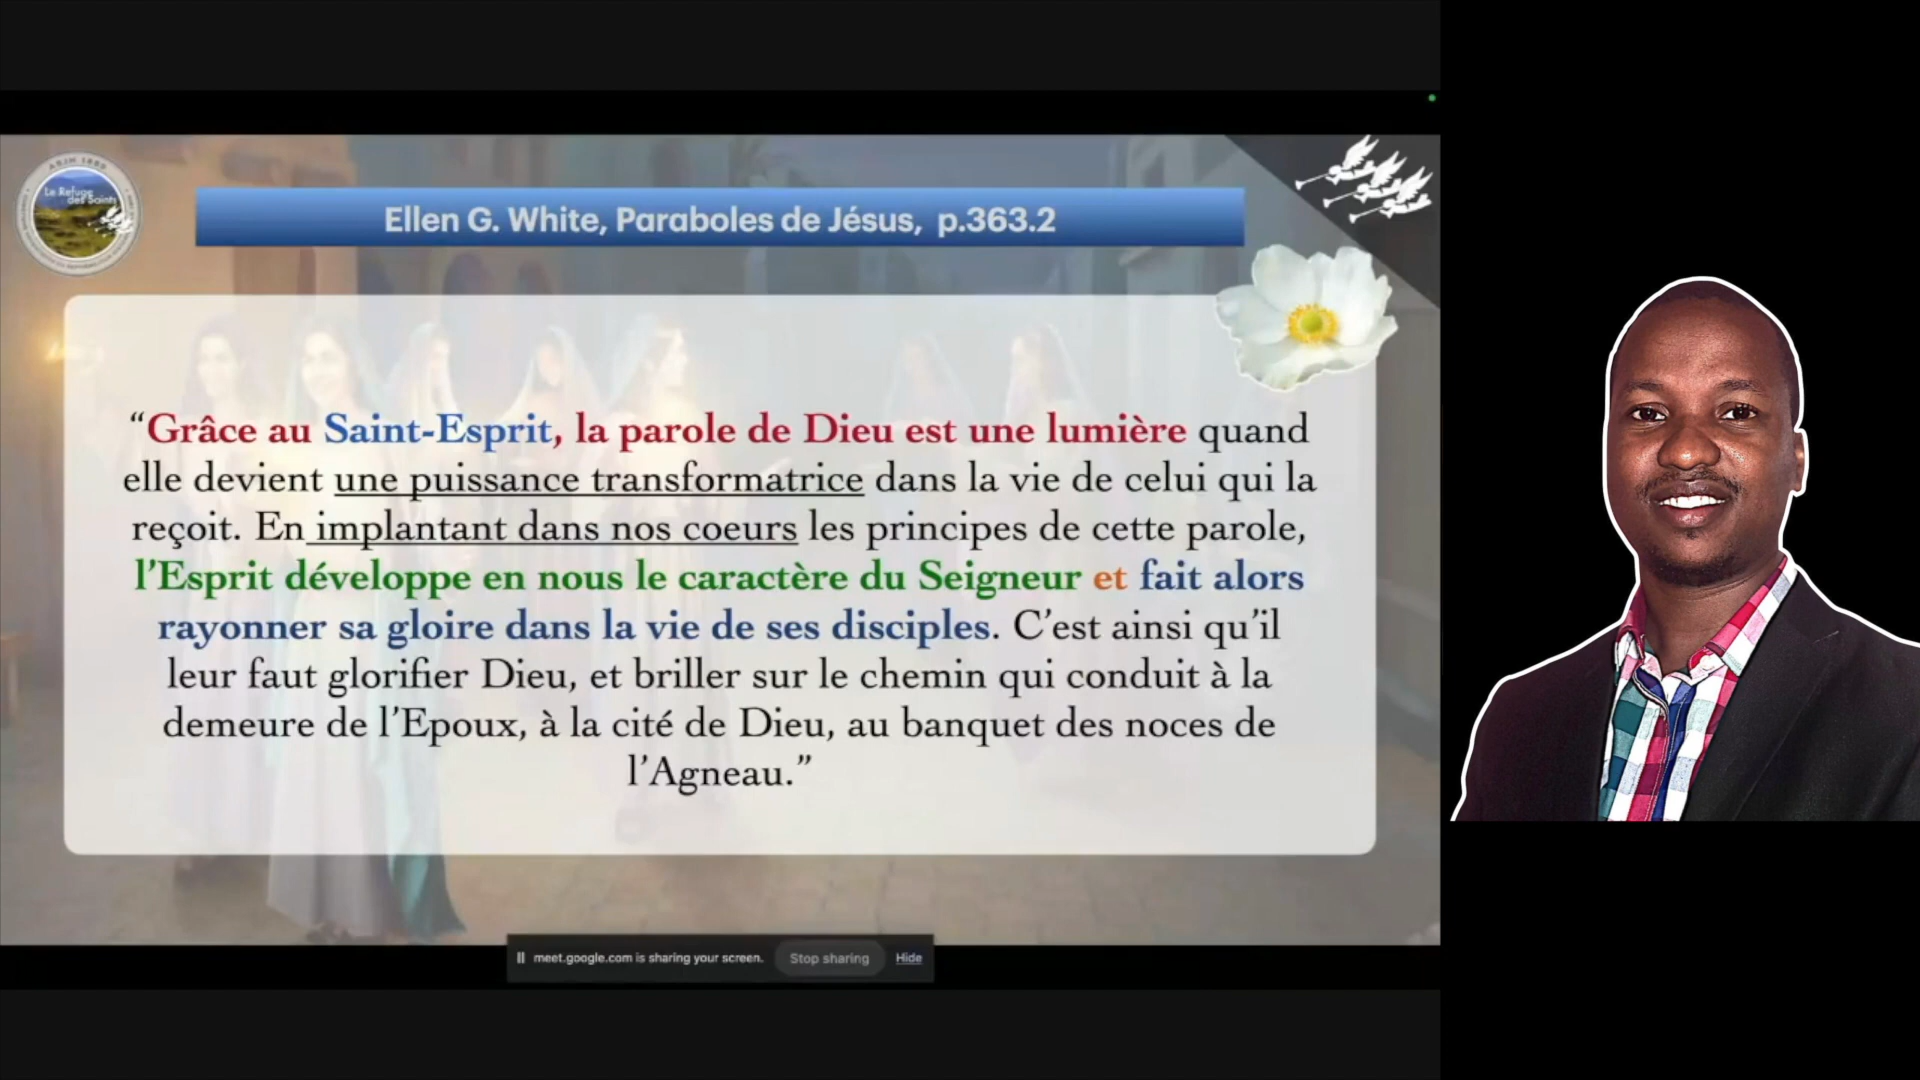 Le Refuge
des Saints
Ellen G. White, Paraboles de Jésus, p.363.2
“Grâce au Saint-Esprit, la parole de Dieu est une lumière quand
elle devient une puissance transformatrice dans la vie de celui qui la
reçoit. En implantant dans nos coeurs les principes de cette parole,
l’Esprit développe en nous le caractère du Seigneur et fait alors
rayonner sa gloire dans la vie de ses disciples. C’est ainsi qu’il
leur faut glorifier Dieu, et briller sur le chemin qui conduit à la
demeure de l’Epoux, à la cité de Dieu, au banquet des noces de
l’Agneau.”
meet.google.com is sharing your screen. Stop sharing Hide